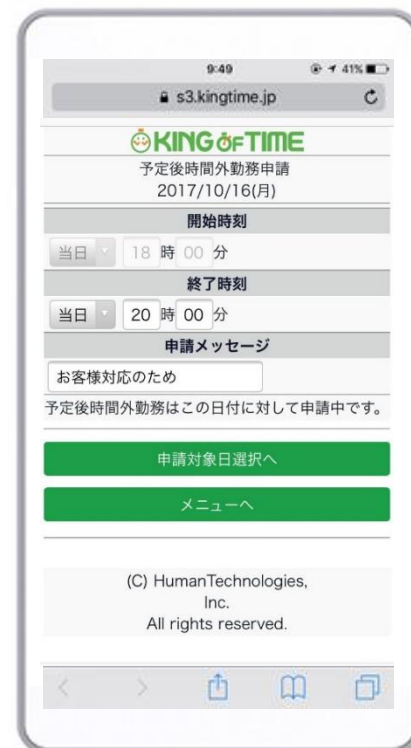 9:49
41%
s3.kingtime.jp
KING OF TIME
予定後時間外勤務申請
2017/10/16(月)
開始時刻
当日 18 時 00 分
終了時刻
当日 20 時 00 分
申請メッセージ
お客様対応のため
予定後時間外勤務はこの日付に対して申請中です。
申請対象日選択へ
メニューへ
(C) HumanTechnologies,
Inc.
All rights reserved.